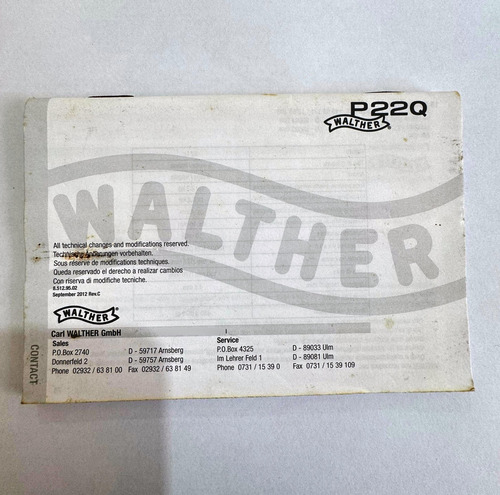 P22Q
WALTHER
WALTHER
All technical changes and modifications reserved.
Technische Änderungen vorbehalten.
Sous réserve de modifications techniques.
Queda reservado el derecho a realizar cambios
Con riserva di modifiche tecniche.
8.512.95.02
September 2012 Rev.C
WALTHER
Carl WALTHER GmbH
Sales
P.O.Box 2740 D - 59717 Arnsberg
Donnerfeld 2 D - 59757 Arnsberg
Phone 02932 / 63 81 00 Fax 02932 / 63 81 49
Service
P.O.Box 4325 D - 89033 Ulm
Im Lehrer Feld 1 D - 89081 Ulm
Phone 0731 / 15 39 0 Fax 0731 / 15 39 109
CONTACT